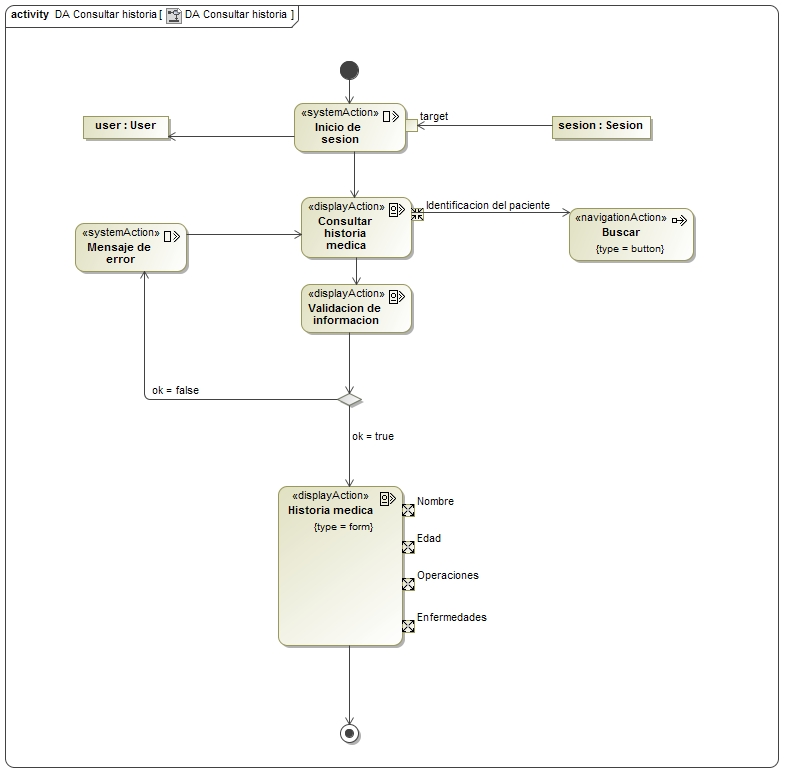 activity DA Consultar historia [ DA Consultar historia ]
«systemAction»
Inicio de
sesion
user : User
target
sesion : Sesion
«displayAction»
Consultar
historia
medica
Identificacion del paciente
«navigationAction»
Buscar
{type = button}
«systemAction»
Mensaje de
error
«displayAction»
Validacion de
informacion
ok = false
ok = true
«displayAction»
Historia medica
{type = form}
Nombre
Edad
Operaciones
Enfermedades